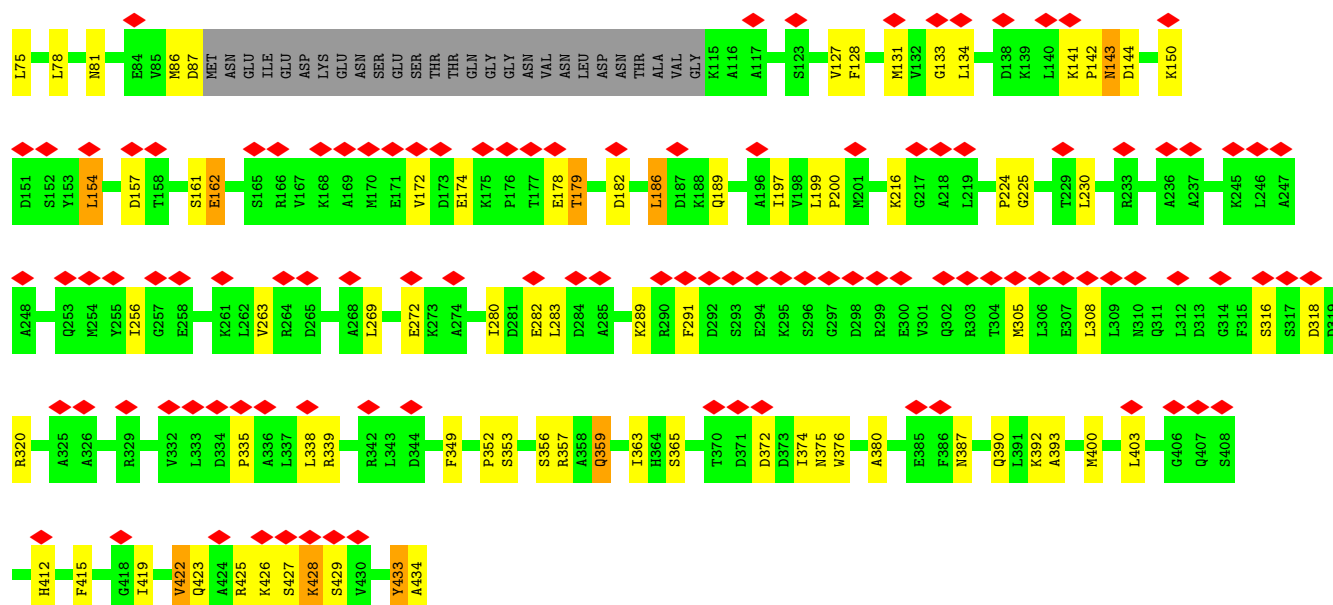 L75 L78 N81 E84 V85 M86 D87 MET ASN GLU ILE GLU ASP LYS GLU ASN SER GLU SER THR THR GLN GLY GLY ASN VAL ASN LEU ASP ASN THR ALA VAL GLY K115 A116 A117 S123 V127 F128 M131 V132 G133 L134 D138 K139 L140 K141 P142 N143 D144 K150
D151 S152 Y153 L154 D157 T158 S161 E162 S165 R166 V167 K168 A169 M170 E171 V172 D173 E174 K175 P176 T177 E178 T179 D182 L186 D187 K188 Q189 A196 I197 V198 L199 P200 M201 K216 G217 A218 L219 P224 G225 T229 L230 R233 A236 A237 K245 L246 A247
A248 Q253 M254 Y255 I256 G257 E258 K261 L262 V263 R264 D265 A268 L269 E272 K273 A274 I280 D281 E282 L283 D284 A285 K289 R290 F291 D292 S293 E294 K295 S296 G297 D298 R299 E300 V301 Q302 R303 T304 M305 L306 E307 L308 L309 N310 Q311 L312 D313 G314 F315 S316 S317 D318 D319
R320 A325 A326 R329 V332 L333 D334 P335 A336 L337 L338 R339 R342 L343 D344 F349 P352 S353 S356 R357 A358 Q359 I363 H364 S365 T370 D371 D372 D373 I374 N375 W376 A380 E385 F386 N387 Q390 L391 K392 A393 M400 L403 G406 Q407 S408
H412 F415 G418 I419 V422 Q423 A424 R425 K426 S427 K428 S429 V430 Y433 A434